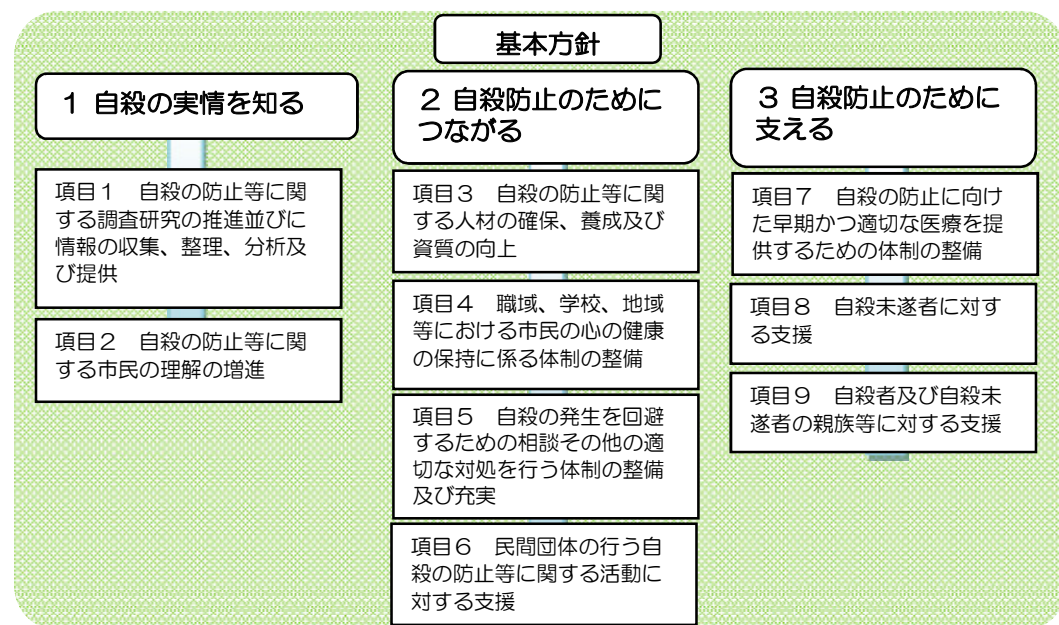 基本方針
1 自殺の実情を知る
項目1　自殺の防止等に関
する調査研究の推進並びに
情報の収集、整理、分析及
び提供
項目2　自殺の防止等に関
する市民の理解の増進
2 自殺防止のために
つながる
項目3　自殺の防止等に関
する人材の確保、養成及び
資質の向上
項目4　職域、学校、地域
等における市民の心の健康
の保持に係る体制の整備
項目5　自殺の発生を回避
するための相談その他の適
切な対処を行う体制の整備
及び充実
項目6　民間団体の行う自
殺の防止等に関する活動に
対する支援
3 自殺防止のために
支える
項目7　自殺の防止に向け
た早期かつ適切な医療を提
供するための体制の整備
項目8　自殺未遂者に対す
る支援
項目9　自殺者及び自殺未
遂者の親族等に対する支援